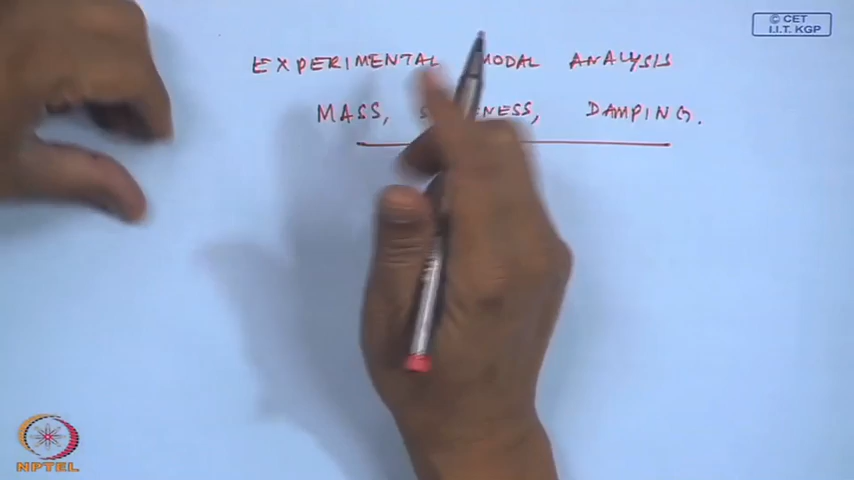 © CET
I.I.T. KGP
EXPERIMENTAL MODAL ANALYSIS
MASS, DAMPING.
NPTEL